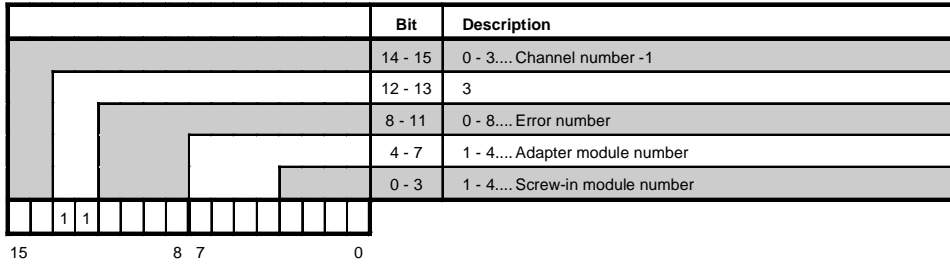 Bit Description
14 - 15 0 - 3.... Channel number -1
12 - 13 3
8 - 11 0 - 8.... Error number
4 - 7 1 - 4.... Adapter module number
0 - 3 1 - 4.... Screw-in module number
1 1
15 8 7 0